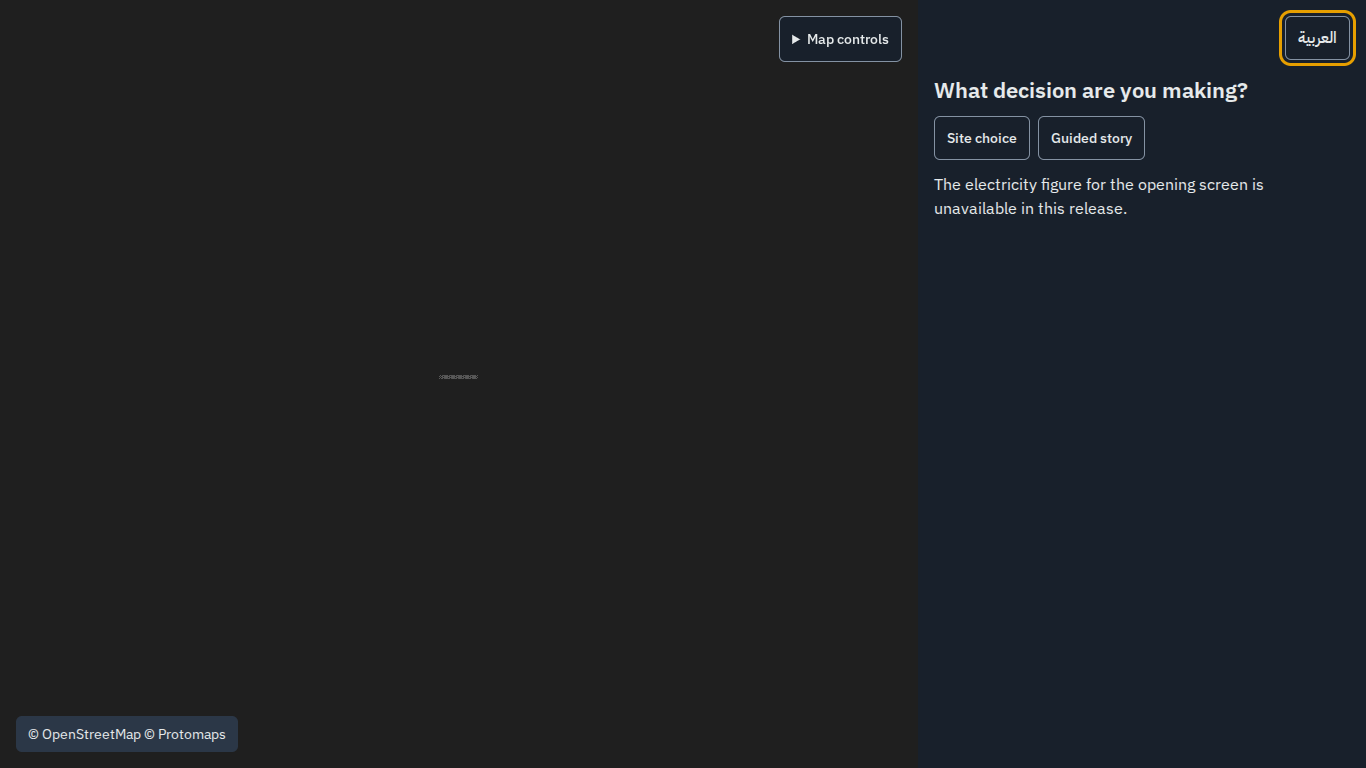 Map controls
العربية
What decision are you making?
Site choice
Guided story
The electricity figure for the opening screen is
unavailable in this release.
© OpenStreetMap © Protomaps